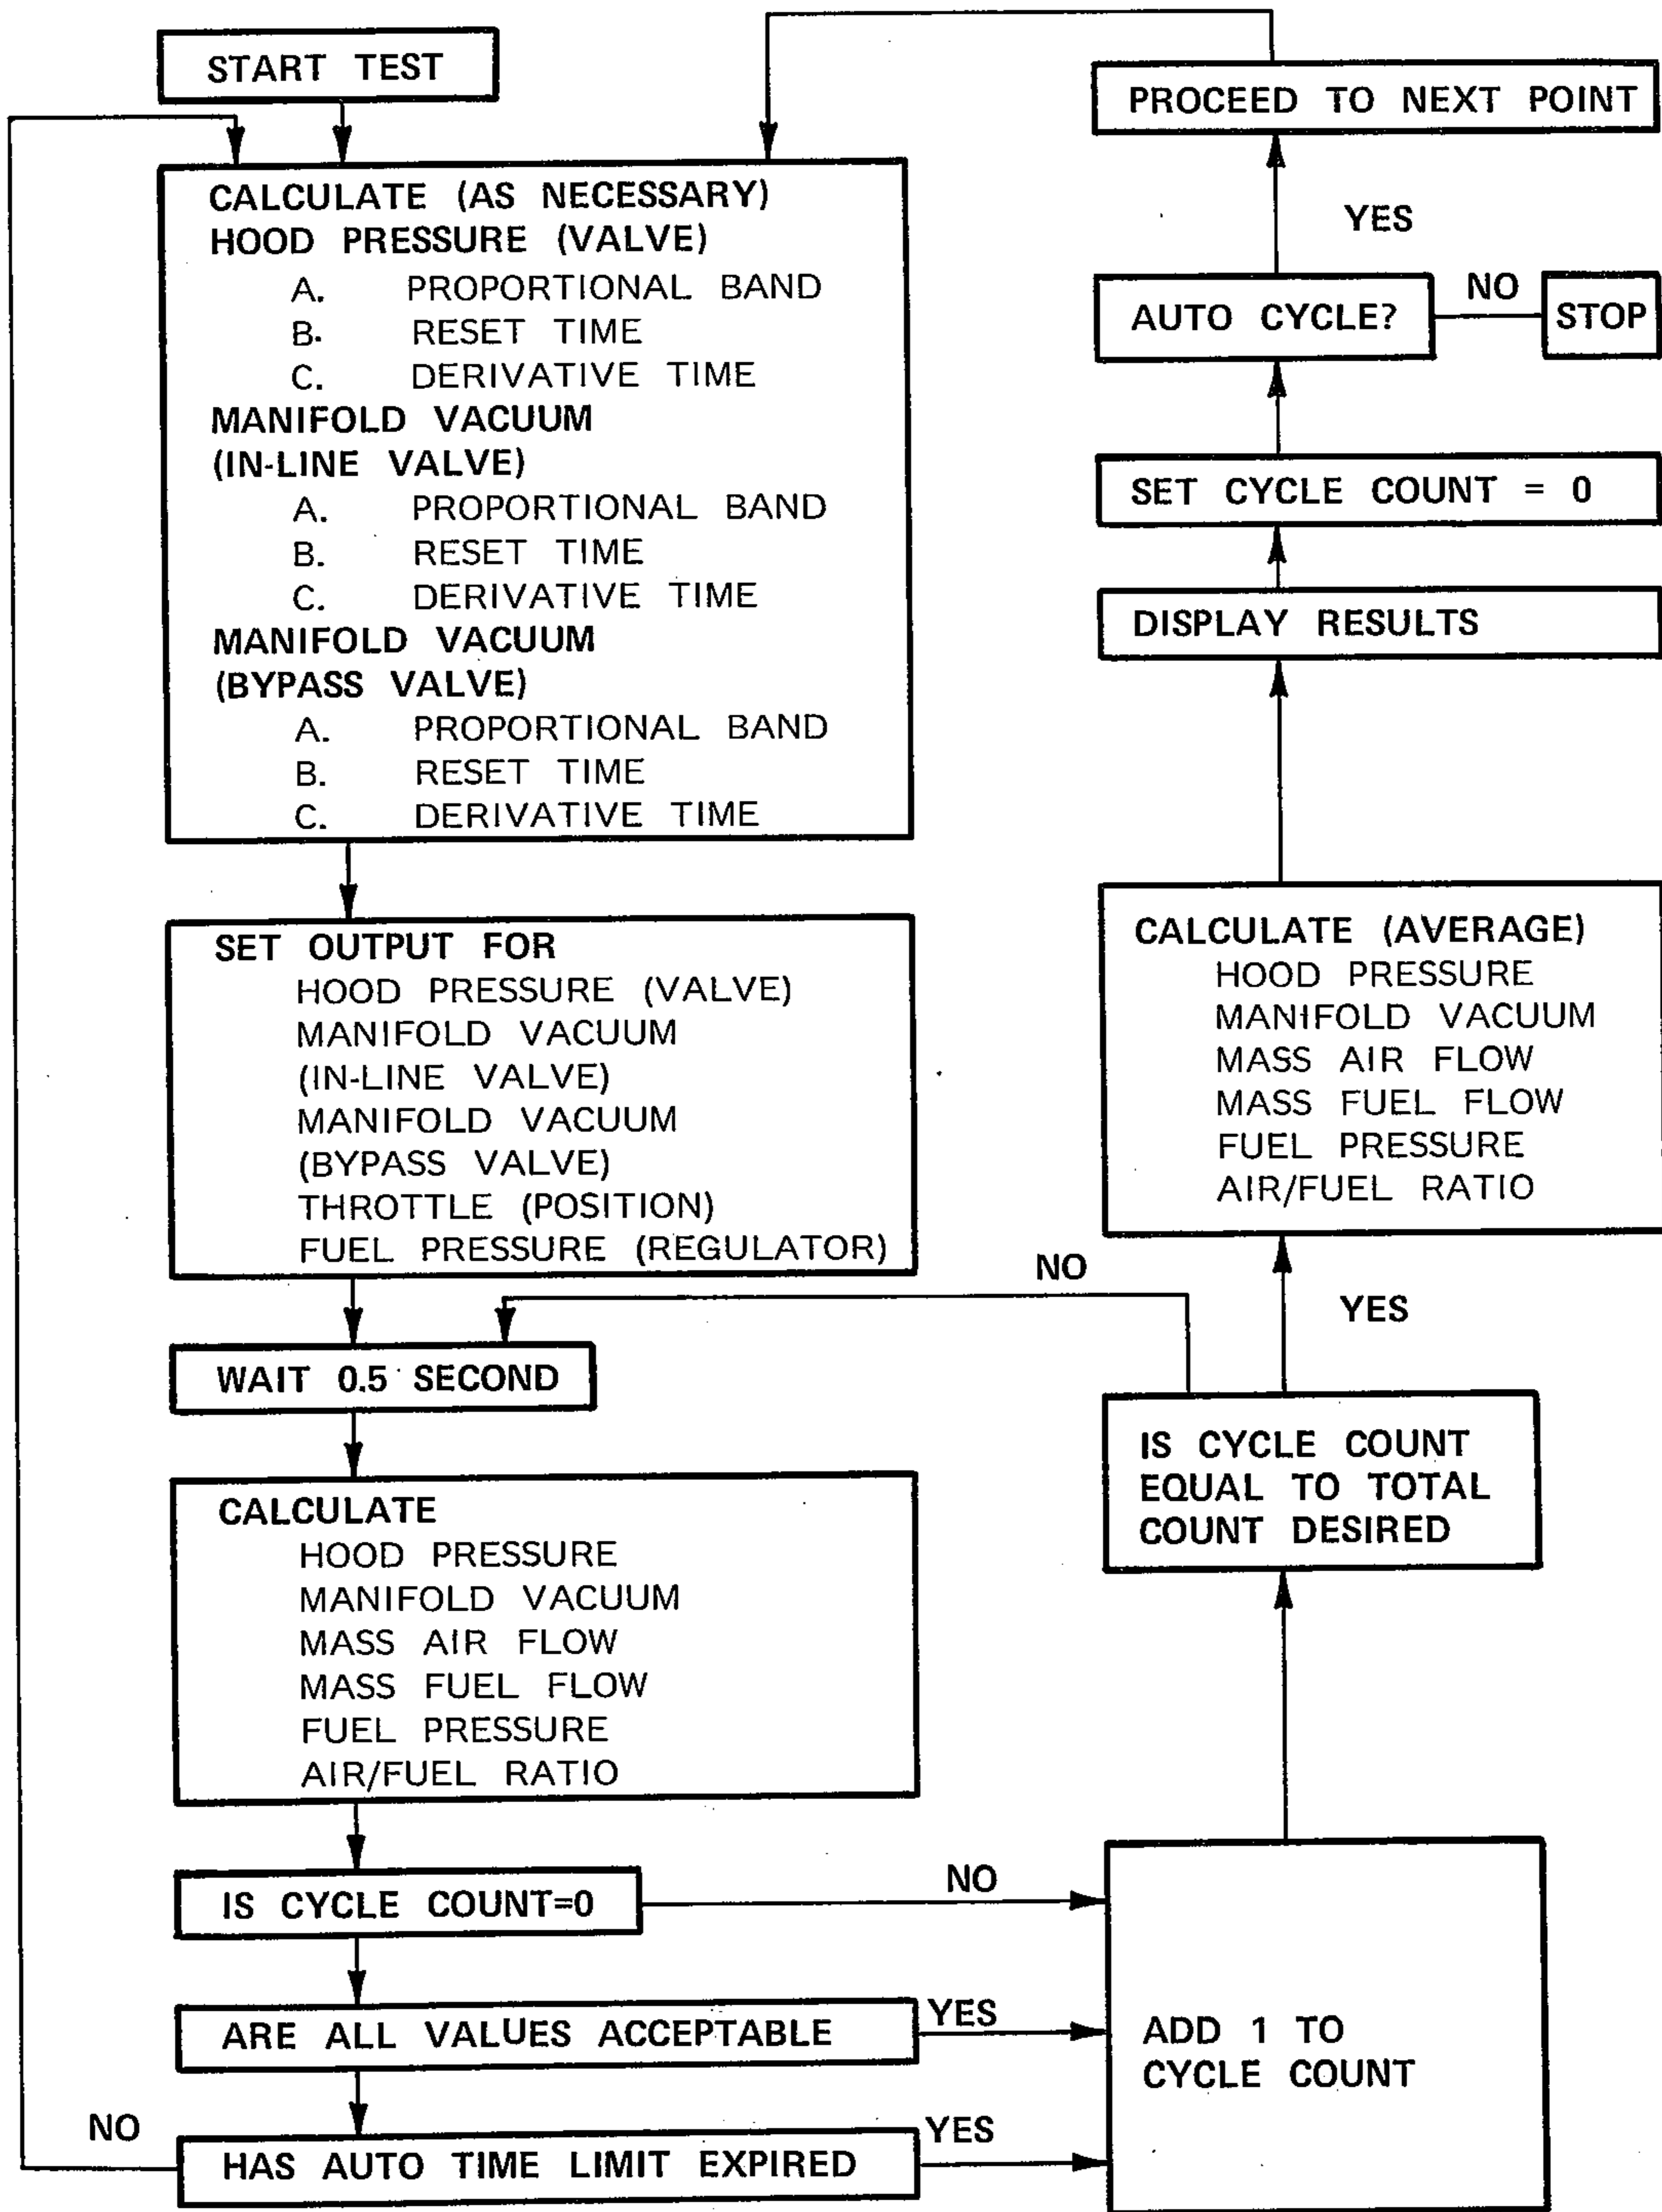 START TEST
CALCULATE (AS NECESSARY)
HOOD PRESSURE (VALVE)
A. PROPORTIONAL BAND
B. RESET TIME
C. DERIVATIVE TIME
MANIFOLD VACUUM
(IN-LINE VALVE)
A. PROPORTIONAL BAND
B. RESET TIME
C. DERIVATIVE TIME
MANIFOLD VACUUM
(BYPASS VALVE)
A. PROPORTIONAL BAND
B. RESET TIME
C. DERIVATIVE TIME
SET OUTPUT FOR
HOOD PRESSURE (VALVE)
MANIFOLD VACUUM
(IN-LINE VALVE)
MANIFOLD VACUUM
(BYPASS VALVE)
THROTTLE (POSITION)
FUEL PRESSURE (REGULATOR)
WAIT 0.5 SECOND
CALCULATE
HOOD PRESSURE
MANIFOLD VACUUM
MASS AIR FLOW
MASS FUEL FLOW
FUEL PRESSURE
AIR/FUEL RATIO
IS CYCLE COUNT=0
NO
ARE ALL VALUES ACCEPTABLE
YES
HAS AUTO TIME LIMIT EXPIRED
NO
YES
ADD 1 TO
CYCLE COUNT
IS CYCLE COUNT
EQUAL TO TOTAL
COUNT DESIRED
NO
YES
CALCULATE (AVERAGE)
HOOD PRESSURE
MANIFOLD VACUUM
MASS AIR FLOW
MASS FUEL FLOW
FUEL PRESSURE
AIR/FUEL RATIO
DISPLAY RESULTS
SET CYCLE COUNT = 0
AUTO CYCLE?
NO
STOP
YES
PROCEED TO NEXT POINT